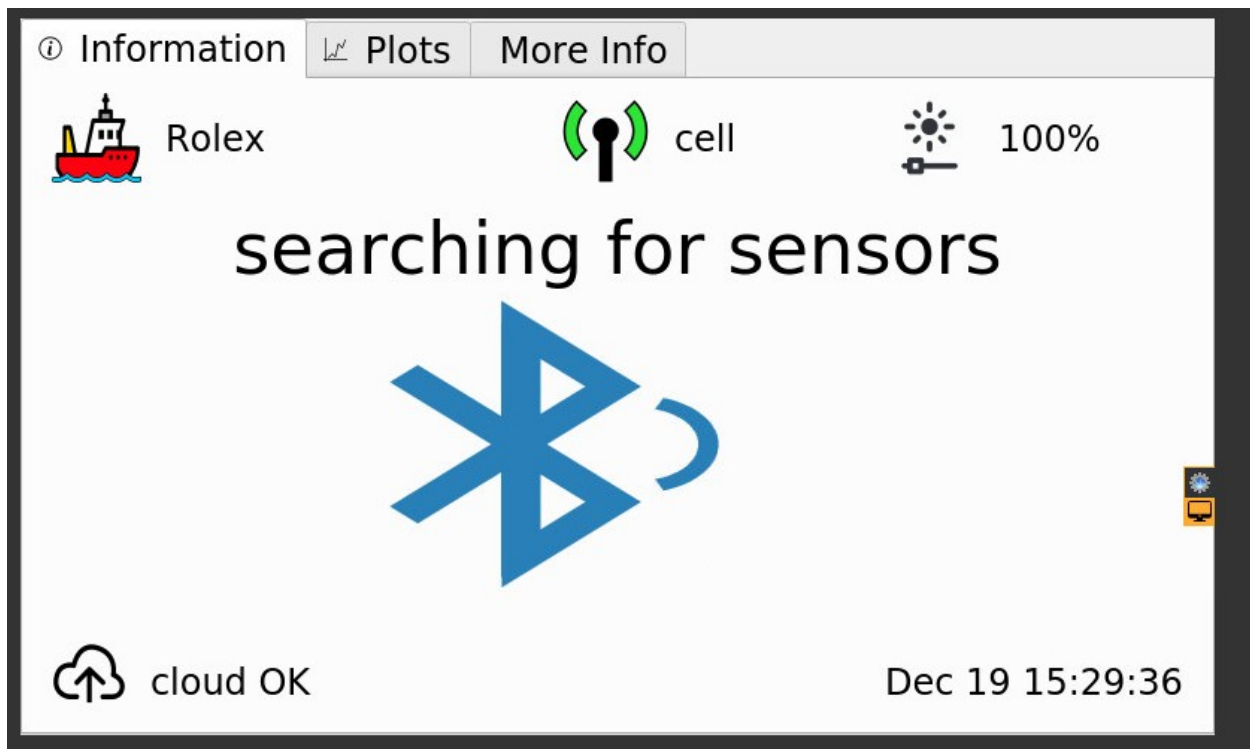 Information Plots More Info
Rolex cell 100%
searching for sensors
cloud OK Dec 19 15:29:36